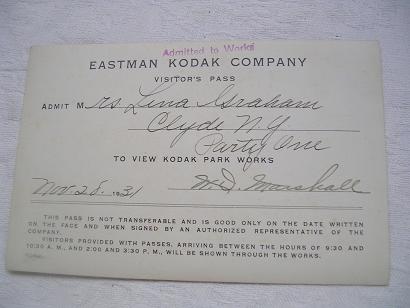 Admitted to Works
EASTMAN KODAK COMPANY
VISITOR'S PASS
ADMIT Mrs. Lina Graham
Clyde N.Y.
Party One
TO VIEW KODAK PARK WORKS
Nov 28. 1931 W. D. Marshall
THIS PASS IS NOT TRANSFERABLE AND IS GOOD ONLY ON THE DATE WRITTEN
ON THE FACE AND WHEN SIGNED BY AN AUTHORIZED REPRESENTATIVE OF THE
COMPANY.
VISITORS PROVIDED WITH PASSES, ARRIVING BETWEEN THE HOURS OF 9:30 AND
10:30 A. M., AND 2:00 AND 3:30 P. M., WILL BE SHOWN THROUGH THE WORKS.